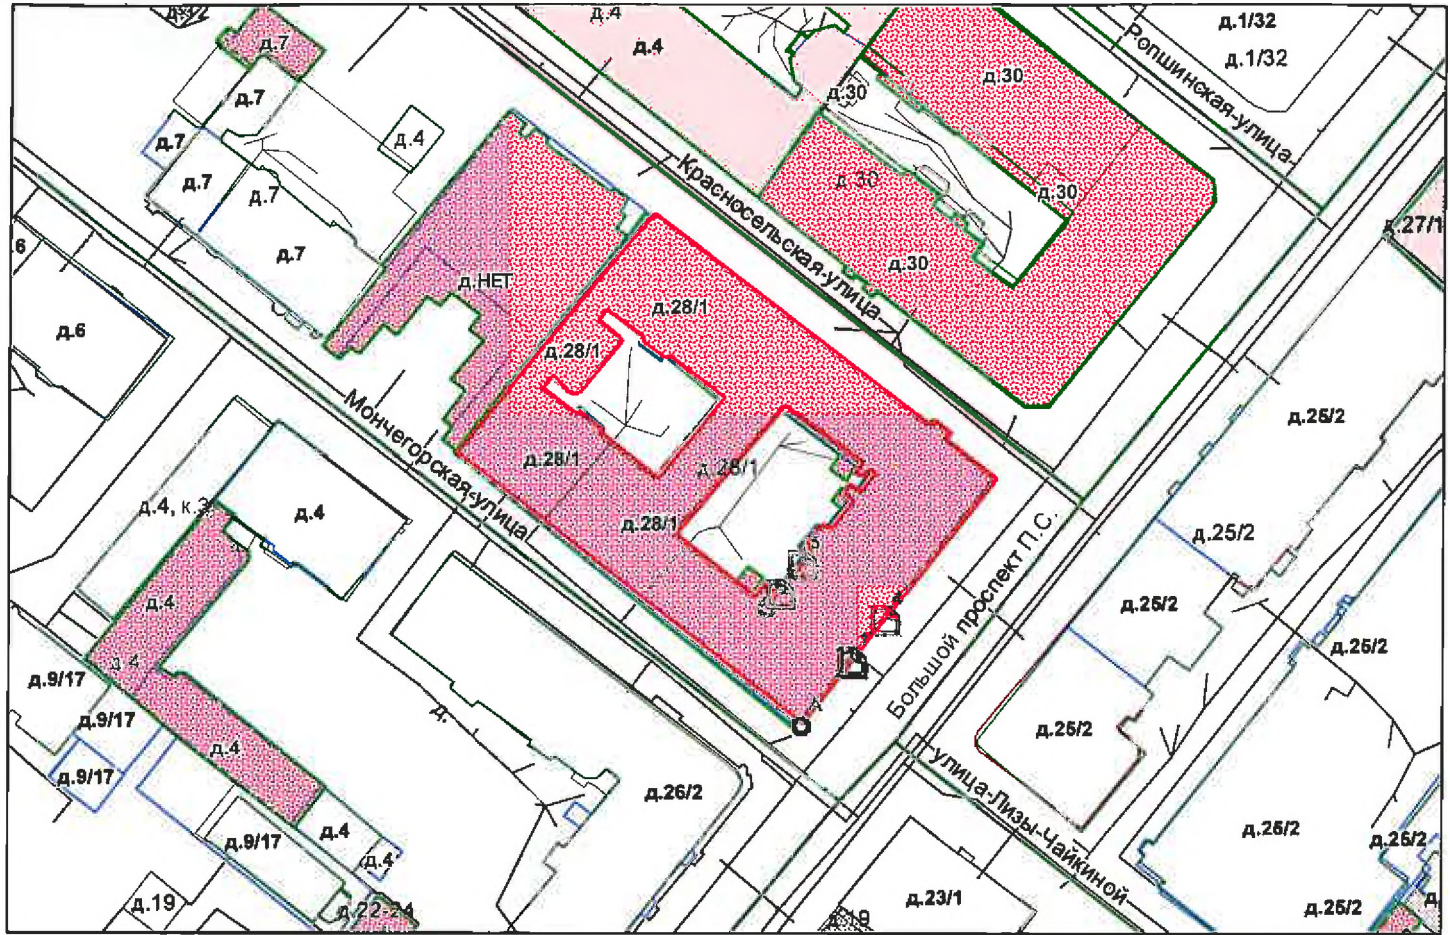 д.4
д.1/32
д.7
д.4
д.1/32
Ропшинская-улица-
д.30
д.7
д.30
д.4
д.7
д.7
д.7
д.30
д.30
Красносельская-улица
д.27/1
д.7
д.30
6
д.НЕТ
д.28/1
д.6
д.28/1
Мончегорская-улица
д.25/2
д.28/1
д.28/1
д.4, к.3
д.4
д.28/1
д.25/2
Большой проспект П.С.
д.4
д.25/2
д.4
д.25/2
д.9/17
д.9/17
д.
д.25/2
д.4
д.9/17
д.26/2
улица-Лизы-Чайкиной
д.4
д.9/17
д.25/2
д.25/2
д.4
д.19
д.22-24
д.23/1
д.19
д.25/2
д.